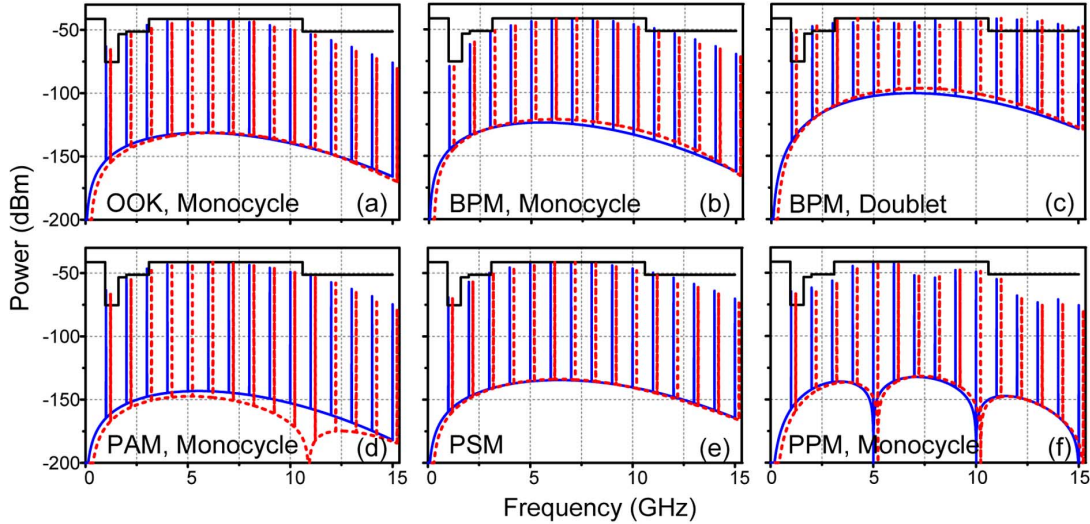 -50
-100
-150
-200
OOK, Monocycle (a)
BPM, Monocycle (b)
BPM, Doublet (c)
Power (dBm)
-50
-100
-150
-200
PAM, Monocycle (d)
PSM (e)
PPM, Monocycle (f)
0 5 10 15 0 5 10 15 0 5 10 15
Frequency (GHz)